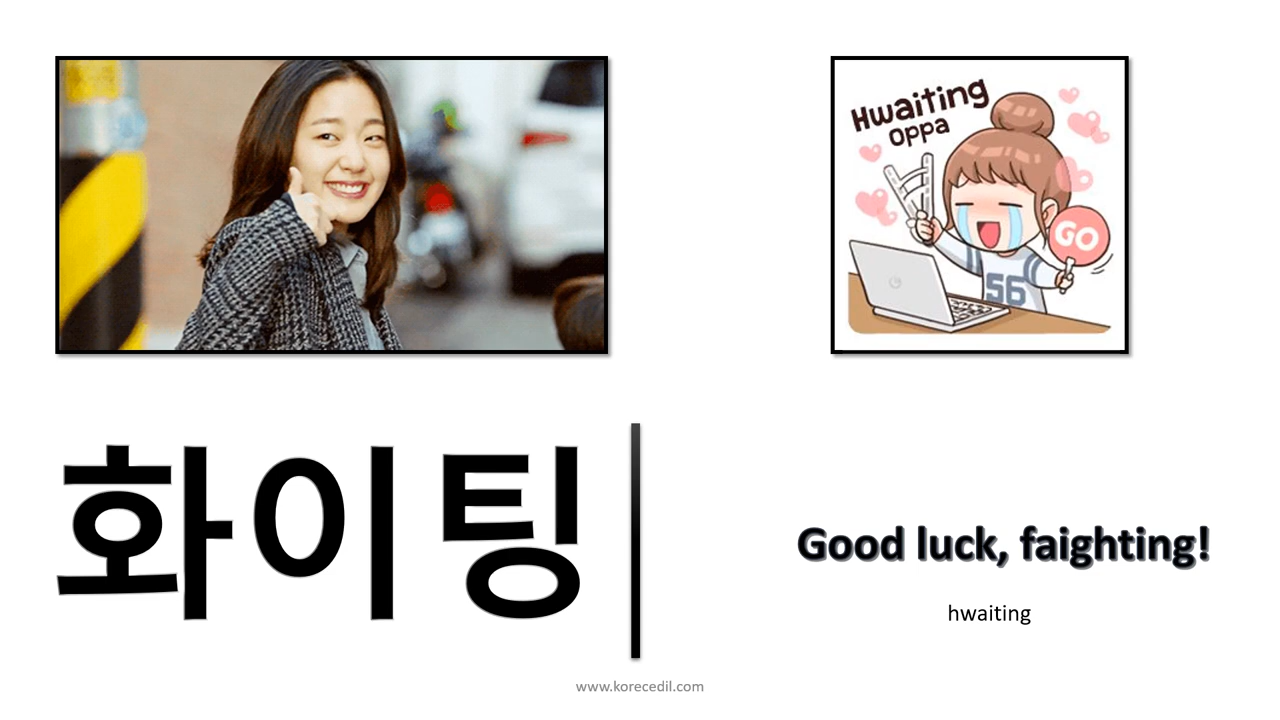 Hwaiting
Oppa
GO
56
화이팅
Good luck, faighting!
hwaiting
www.korecedil.com